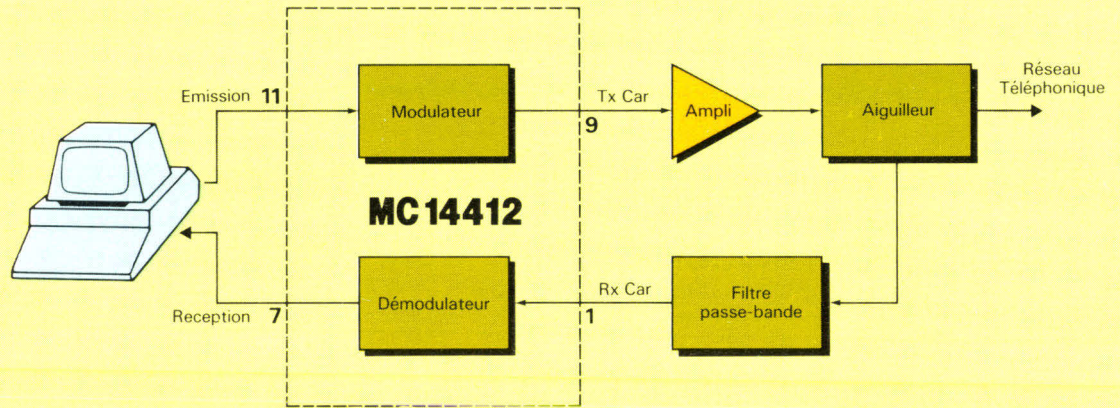 Emission 11
Modulateur
Tx Car
9
Ampli
Aiguilleur
Réseau
Téléphonique
MC 14412
Reception 7
Démodulateur
Rx Car
1
Filtre
passe-bande